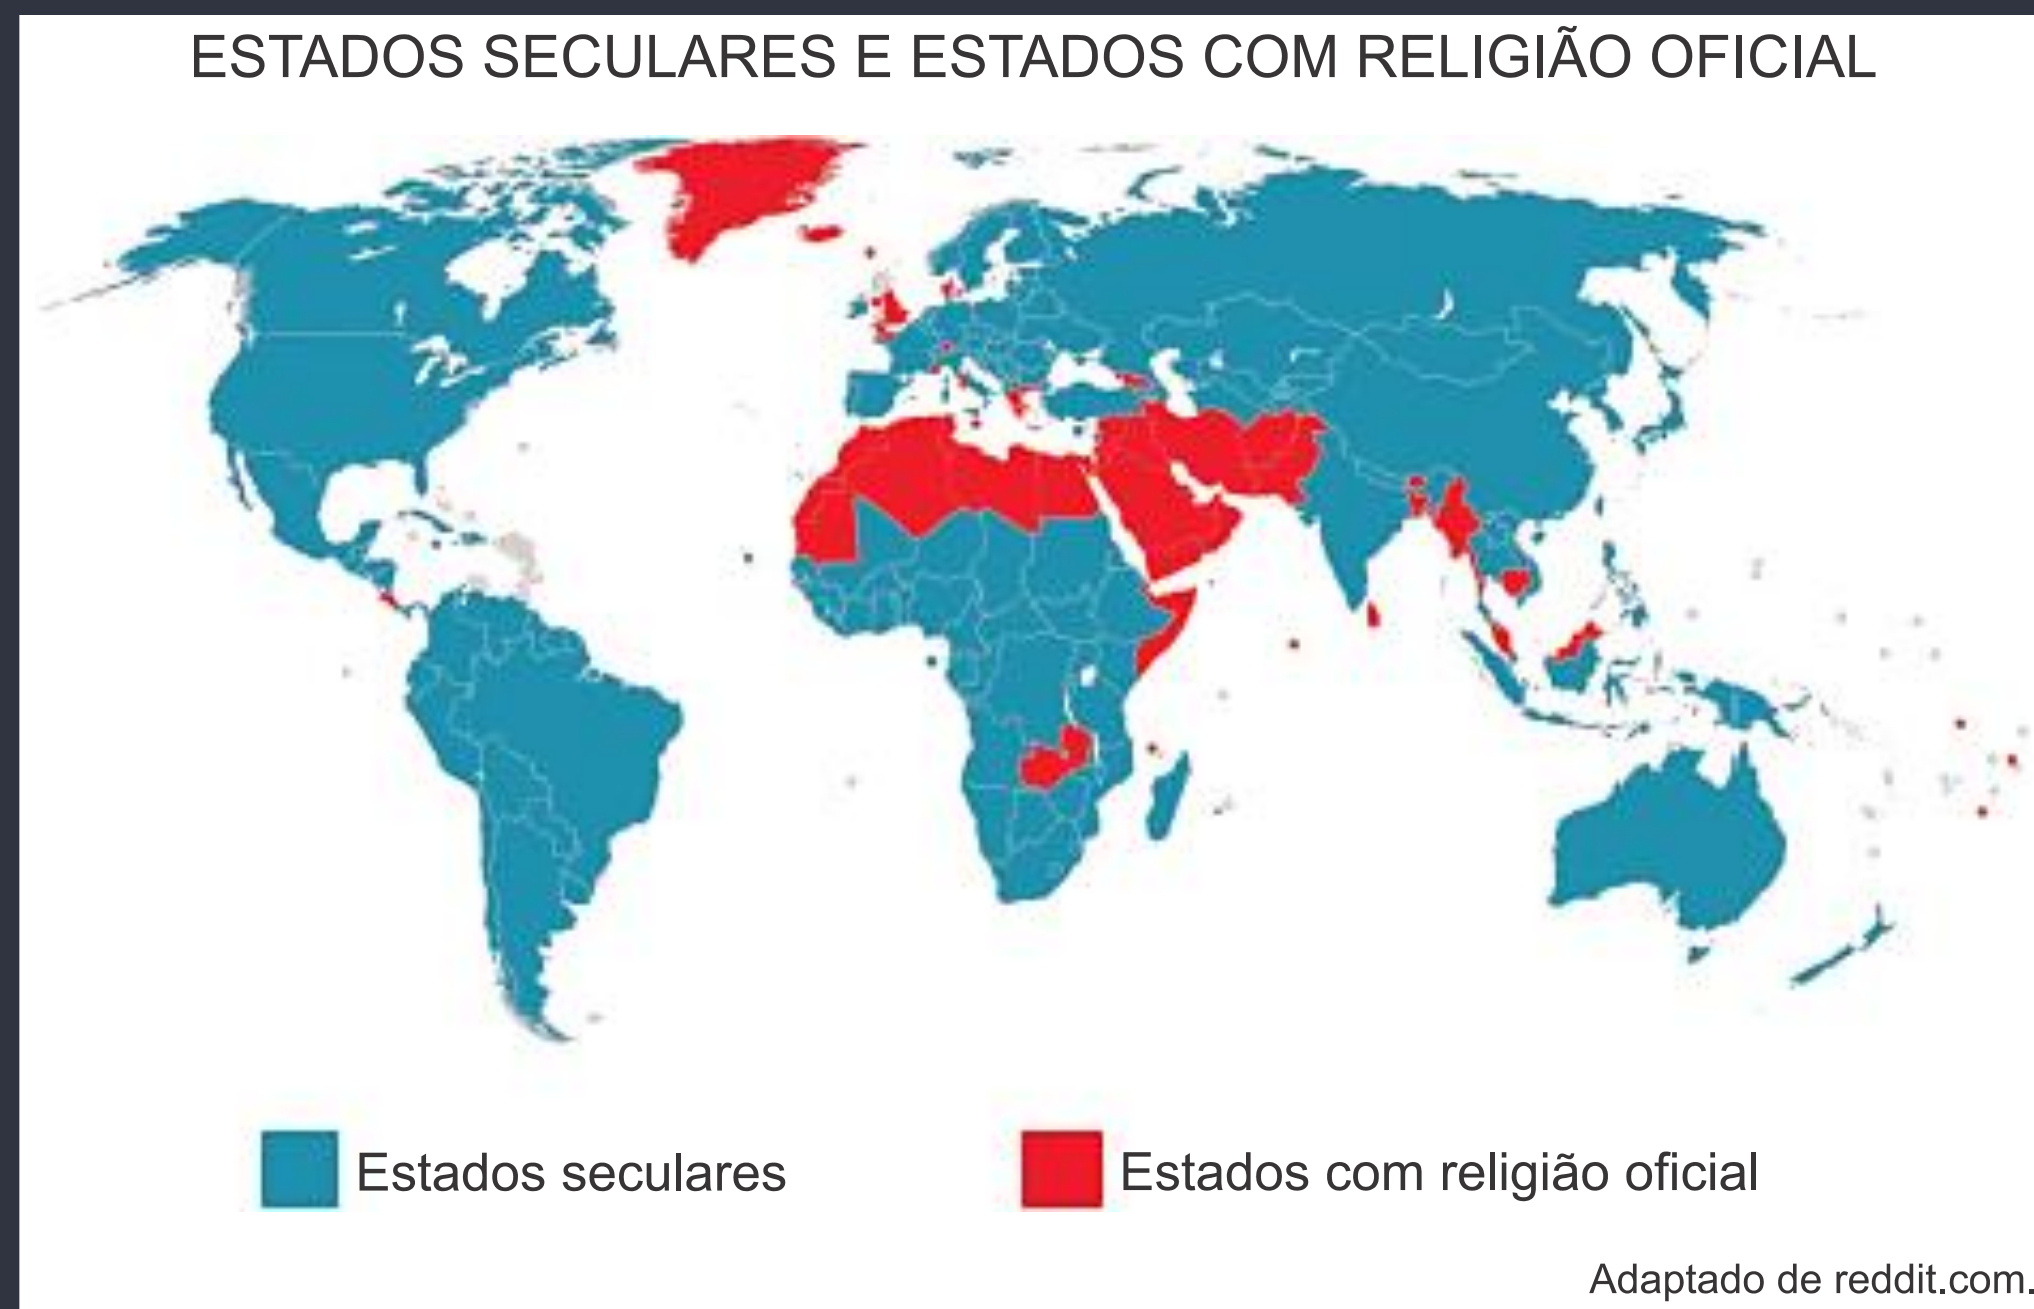 ESTADOS SECULARES E ESTADOS COM RELIGIÃO OFICIAL
Estados seculares
Estados com religião oficial
Adaptado de reddit.com.